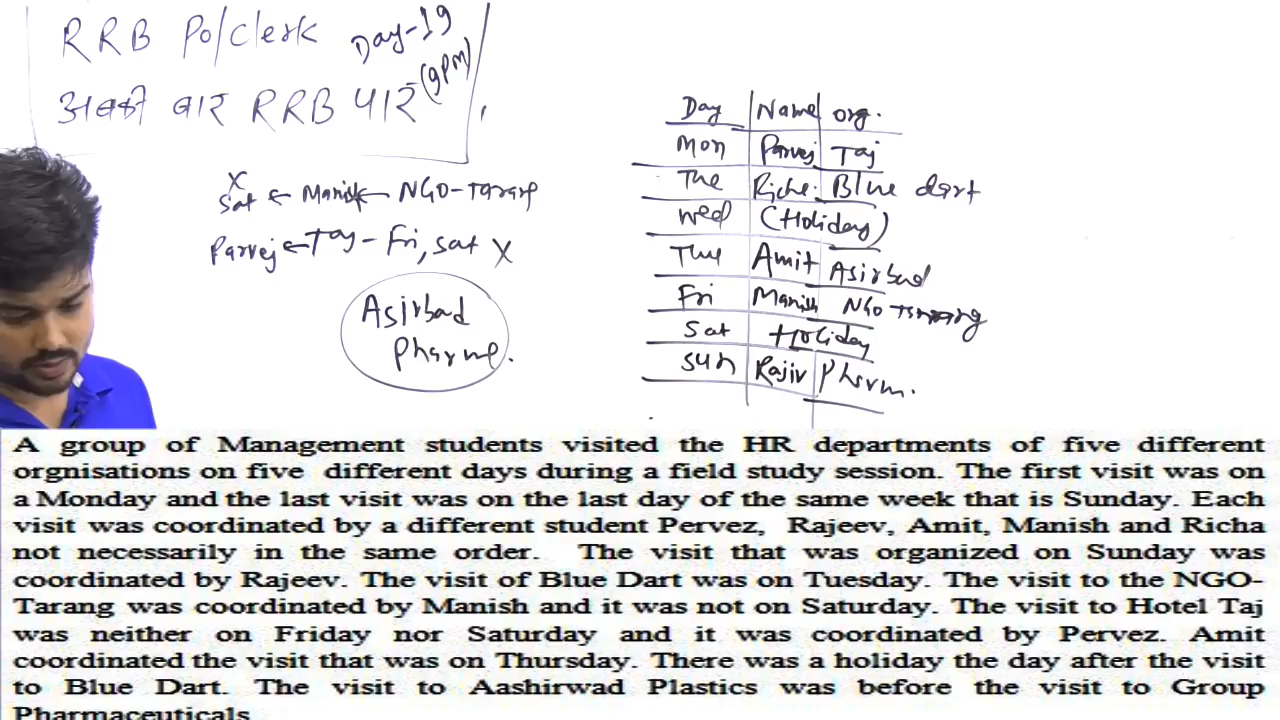 RRB Po/clerk Day-19
अबकी बार RRB पार (9PM)
Day Name org.
Mon Parvej Taj
The Riche. Blue dart
wed (Holiday)
Thu Amit Asirbad
Fri Manish NGO
Sat Holiday
Sun Rajiv Pharm.
X
Sat ← Manish ← NGO-Tarang
Parvej ← Taj - Fri, sat X
Asirbad
Pharme.
A group of Management students visited the HR departments of five different
orgnisations on five different days during a field study session. The first visit was on
a Monday and the last visit was on the last day of the same week that is Sunday. Each
visit was coordinated by a different student Pervez, Rajeev, Amit, Manish and Richa
not necessarily in the same order. The visit that was organized on Sunday was
coordinated by Rajeev. The visit of Blue Dart was on Tuesday. The visit to the NGO-
Tarang was coordinated by Manish and it was not on Saturday. The visit to Hotel Taj
was neither on Friday nor Saturday and it was coordinated by Pervez. Amit
coordinated the visit that was on Thursday. There was a holiday the day after the visit
to Blue Dart. The visit to Aashirwad Plastics was before the visit to Group
Pharmaceuticals